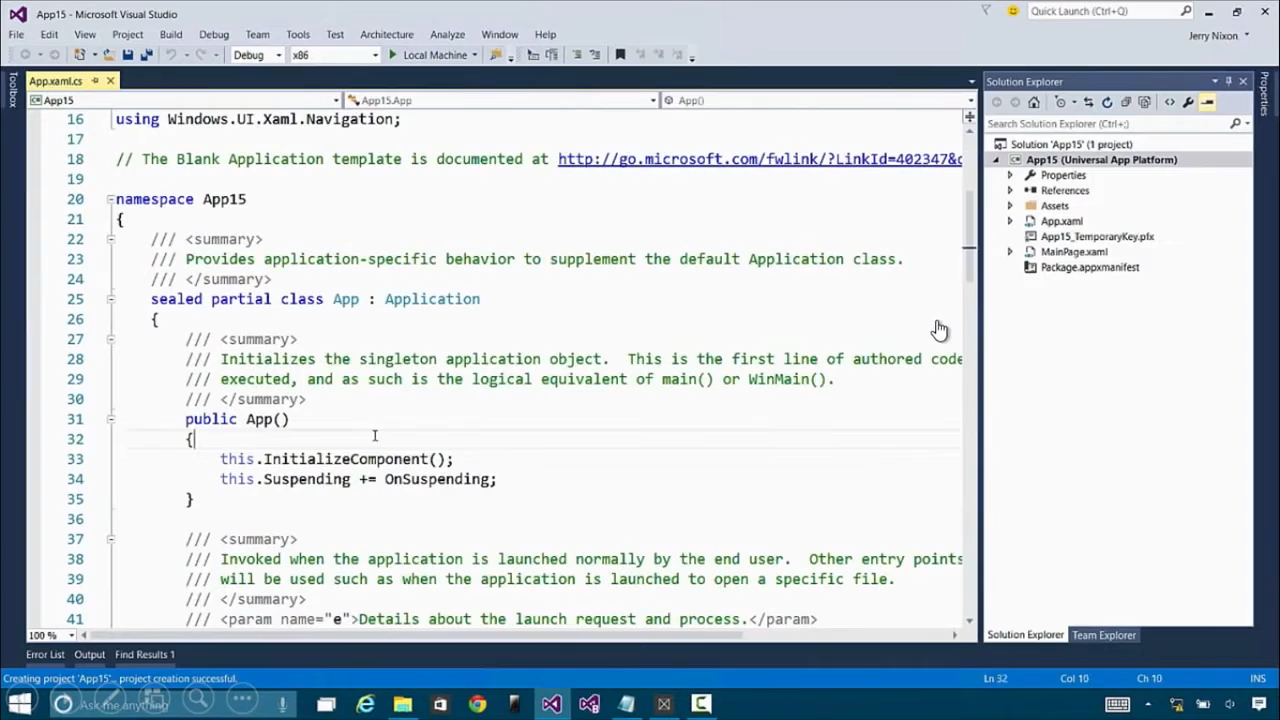 App15 - Microsoft Visual Studio
Quick Launch (Ctrl+Q)
File Edit View Project Build Debug Team Tools Test Architecture Analyze Window Help
Jerry Nixon
Debug x86 Local Machine
Toolbox
App.xaml.cs
App15 App15.App App()
16 using Windows.UI.Xaml.Navigation;
17
18 // The Blank Application template is documented at http://go.microsoft.com/fwlink/?LinkId=402347&c
19
20 namespace App15
21 {
22 /// <summary>
23 /// Provides application-specific behavior to supplement the default Application class.
24 /// </summary>
25 sealed partial class App : Application
26 {
27 /// <summary>
28 /// Initializes the singleton application object.  This is the first line of authored code
29 /// executed, and as such is the logical equivalent of main() or WinMain().
30 /// </summary>
31 public App()
32 {
33 this.InitializeComponent();
34 this.Suspending += OnSuspending;
35 }
36
37 /// <summary>
38 /// Invoked when the application is launched normally by the end user.  Other entry points
39 /// will be used such as when the application is launched to open a specific file.
40 /// </summary>
41 /// <param name="e">Details about the launch request and process.</param>
100 %
Solution Explorer
Search Solution Explorer (Ctrl+;)
Solution 'App15' (1 project)
App15 (Universal App Platform)
Properties
References
Assets
App.xaml
App15_TemporaryKey.pfx
MainPage.xaml
Package.appxmanifest
Solution Explorer Team Explorer
Properties
Error List Output Find Results 1
Creating project 'App15'... project creation successful.
Ln 32 Col 10 Ch 10 INS
Ask me anything